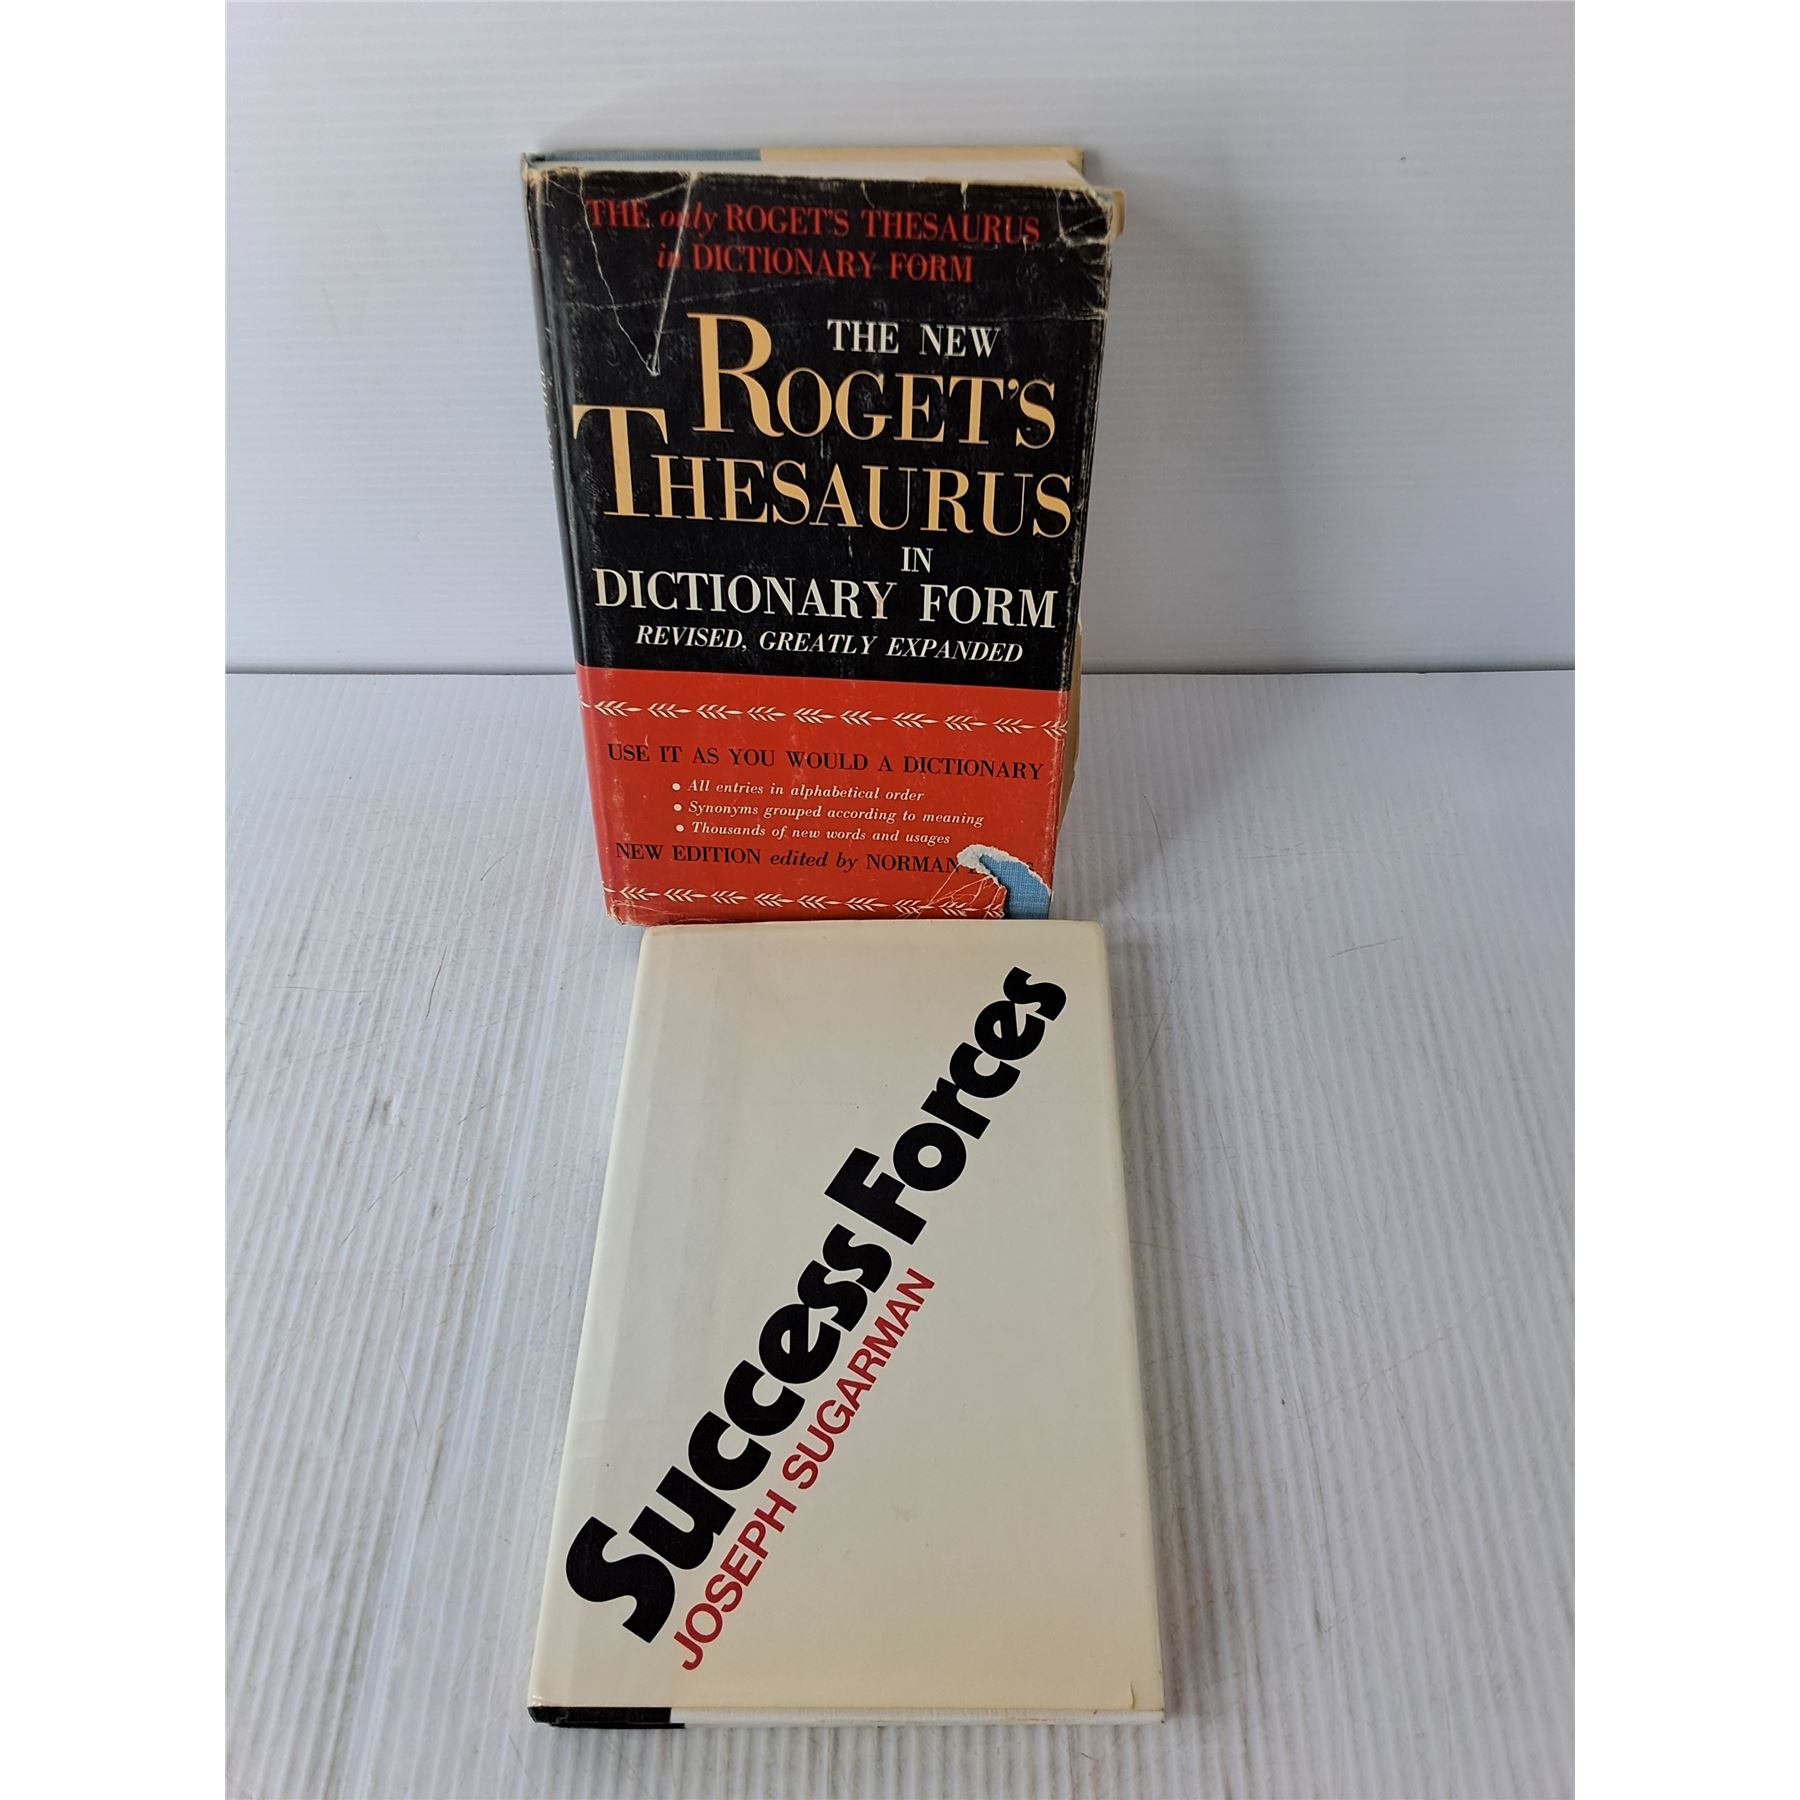 THE only ROGET'S THESAURUS
in DICTIONARY FORM
THE NEW
ROGET'S
THESAURUS
IN
DICTIONARY FORM
REVISED, GREATLY EXPANDED
USE IT AS YOU WOULD A DICTIONARY
• All entries in alphabetical order
• Synonyms grouped according to meaning
• Thousands of new words and usages
NEW EDITION edited by NORMAN
Success Forces
JOSEPH SUGARMAN